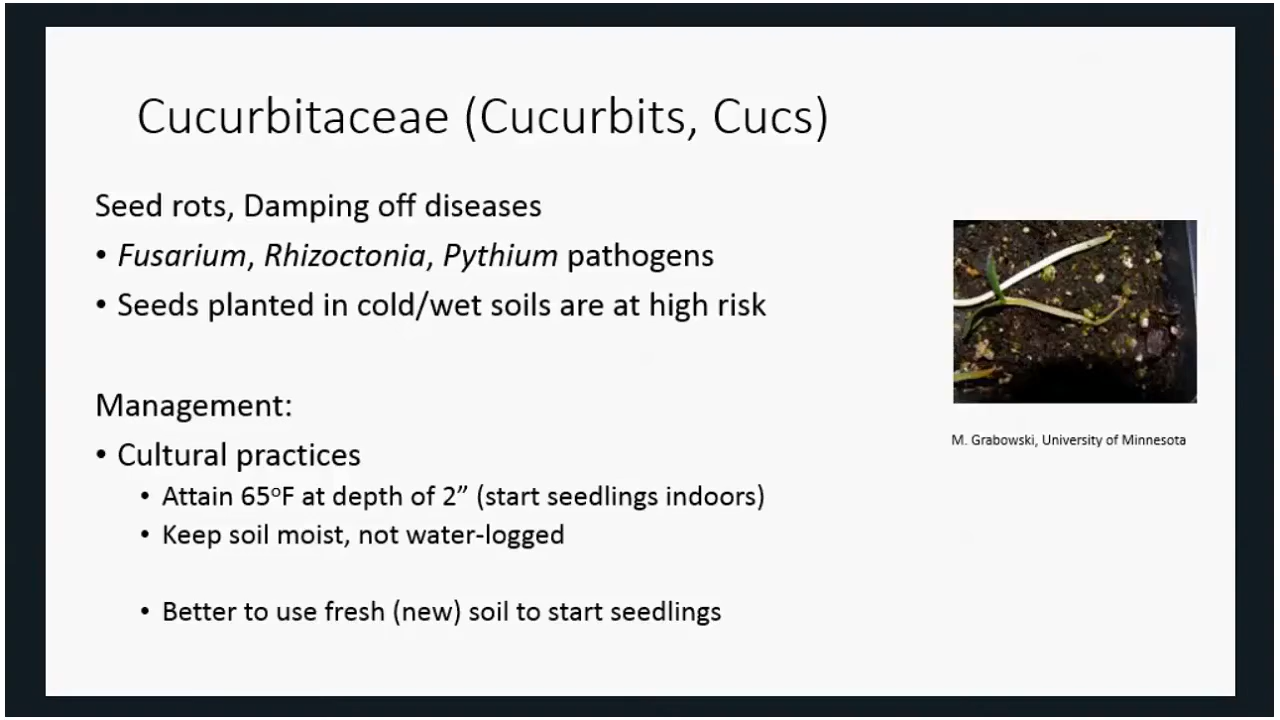 Cucurbitaceae (Cucurbits, Cucs)
Seed rots, Damping off diseases
• Fusarium, Rhizoctonia, Pythium pathogens
• Seeds planted in cold/wet soils are at high risk
Management:
• Cultural practices
• Attain 65°F at depth of 2” (start seedlings indoors)
• Keep soil moist, not water-logged
• Better to use fresh (new) soil to start seedlings
M. Grabowski, University of Minnesota